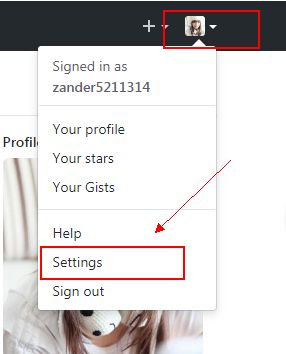 Signed in as
zander5211314
Profile
Your profile
Your stars
Your Gists
Help
Settings
Sign out